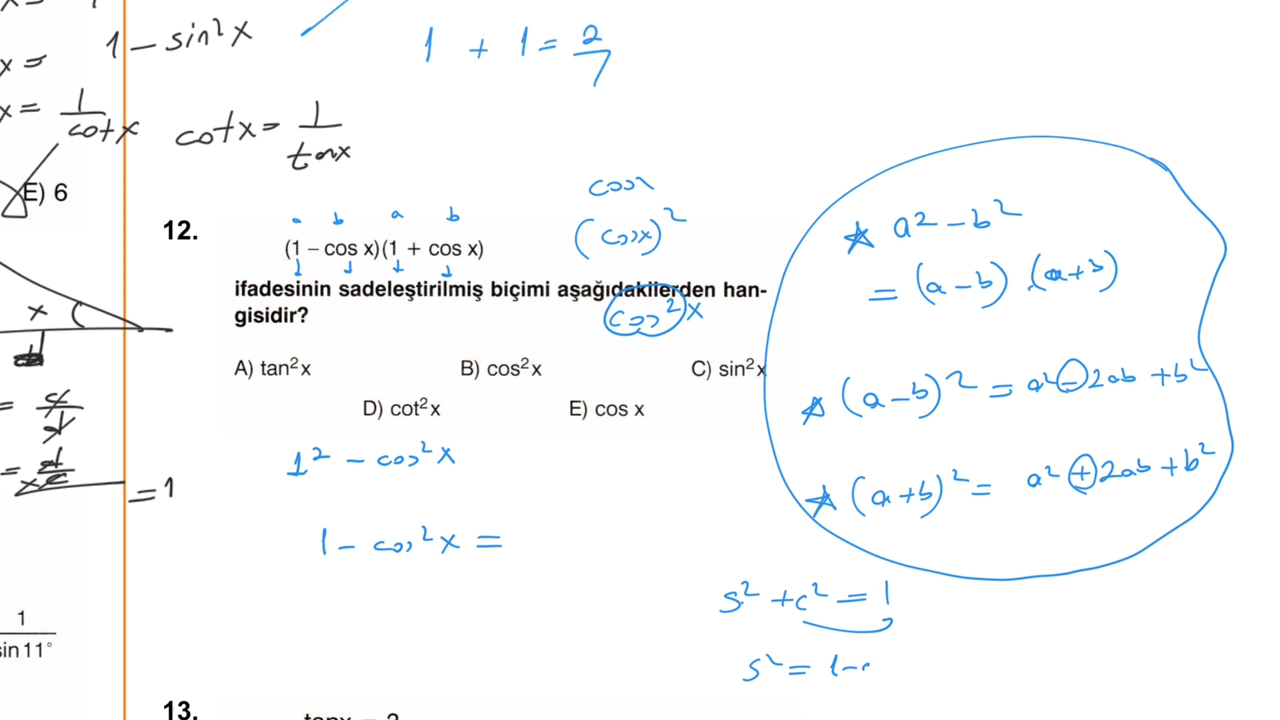 1 – sin²x
1 + 1 = 2
x =
x = 1/cotx
cotx = 1/tanx
E) 6
cosx
(cosx)²
cos²x
12.
a b a b
(1 – cos x)(1 + cos x)
ifadesinin sadeleştirilmiş biçimi aşağıdakilerden han-
gisidir?
A) tan²x B) cos²x C) sin²x
D) cot²x E) cos x
1² – cos²x
1 – cos²x =
a² – b²
= (a–b).(a+b)
(a–b)² = a² – 2ab + b²
(a+b)² = a² + 2ab + b²
s² + c² = 1
s² = 1–
x
= 1
1
sin 11°
13.